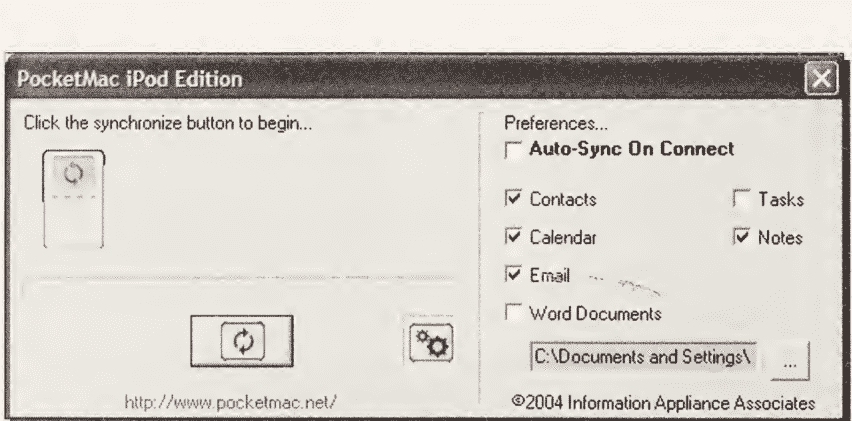 PocketMac iPod Edition
Click the synchronize button to begin...
Preferences...
Auto-Sync On Connect
Contacts
Tasks
Calendar
Notes
Email
Word Documents
C:\Documents and Settings\
...
http://www.pocketmac.net/
©2004 Information Appliance Associates